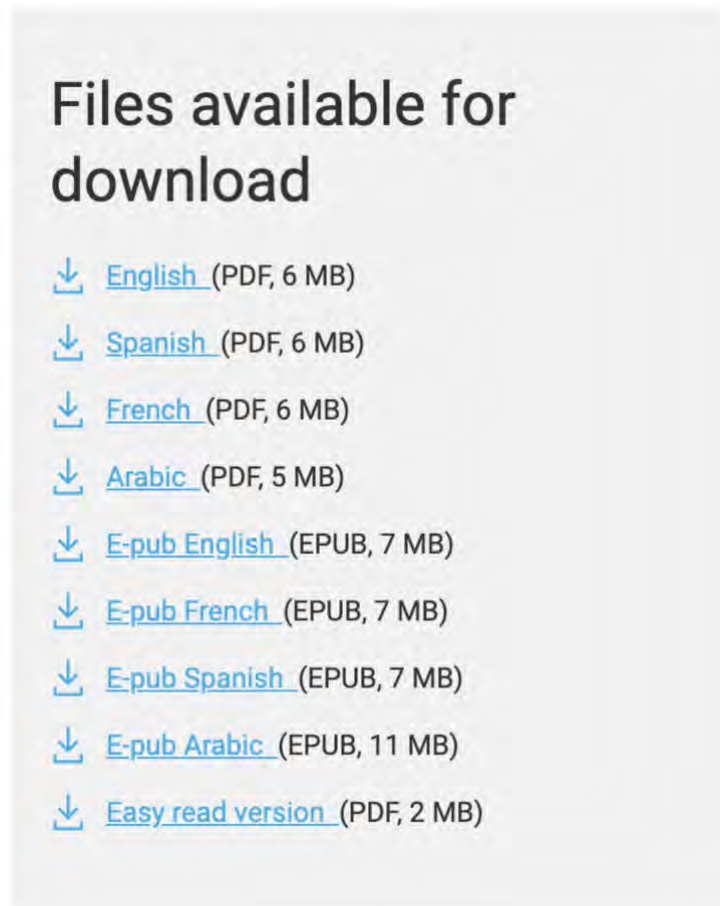 Files available for
download
English (PDF, 6 MB)
Spanish (PDF, 6 MB)
French (PDF, 6 MB)
Arabic (PDF, 5 MB)
E-pub English (EPUB, 7 MB)
E-pub French (EPUB, 7 MB)
E-pub Spanish (EPUB, 7 MB)
E-pub Arabic (EPUB, 11 MB)
Easy read version (PDF, 2 MB)